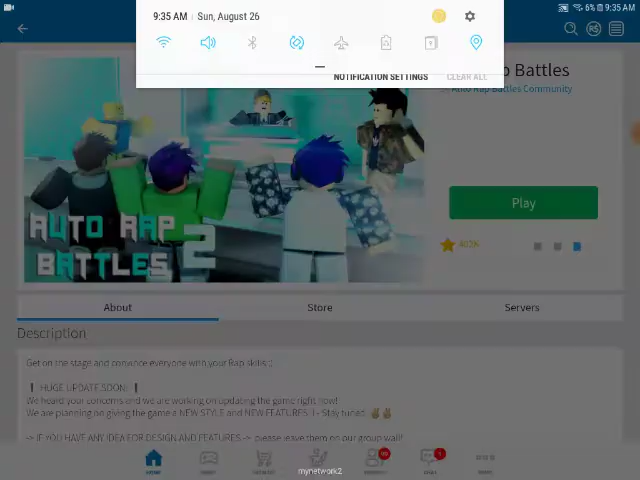 9:35 AM | Sun, August 26
6% 9:35 AM
NOTIFICATION SETTINGS
CLEAR ALL
Battles
Auto Rap Battles Community
AUTO RAP
BATTLES 2
Play
About
Store
Servers
Description
Get on the stage and convince everyone with your Rap skills :)
❗ HUGE UPDATE SOON: ❗
We heard your concerns and we are working on updating the game right now!
We are planning on giving the game a NEW STYLE and NEW FEATURES !! - Stay tuned ✌✌
-> IF YOU HAVE ANY IDEA FOR DESIGN AND FEATURES -> please leave them on our group wall!
HOME
mynetwork2